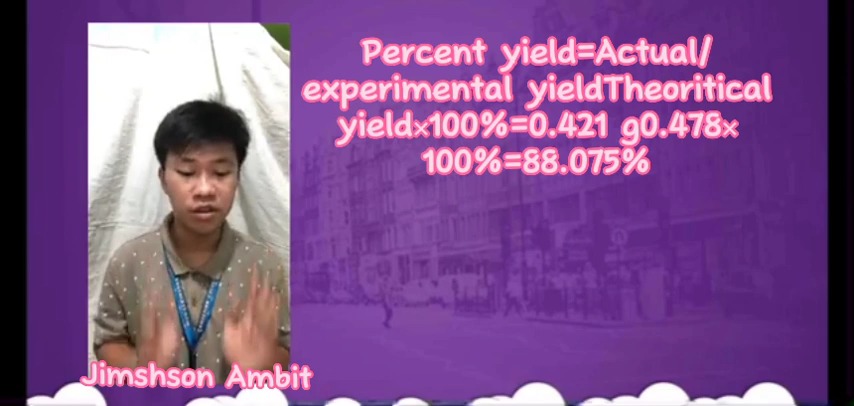 Percent yield=Actual/
experimental yieldTheoritical
yield×100%=0.421 g0.478×
100%=88.075%
Jimshson Ambit